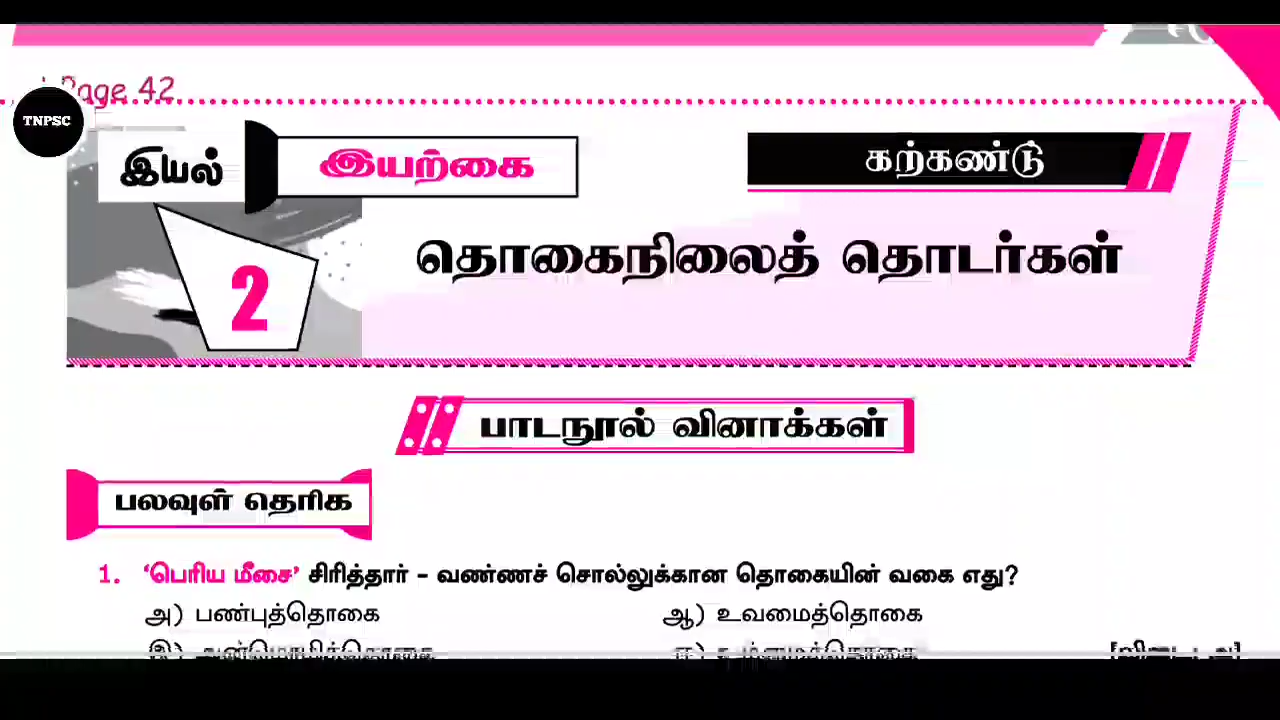 Page 42
TNPSC
இயல் இயற்கை கற்கண்டு
2 தொகைநிலைத் தொடர்கள்
பாடநூல் வினாக்கள்
பலவுள் தெரிக
1. ‘பெரிய மீசை’ சிரித்தார் – வண்ணச் சொல்லுக்கான தொகையின் வகை எது?
அ) பண்புத்தொகை ஆ) உவமைத்தொகை